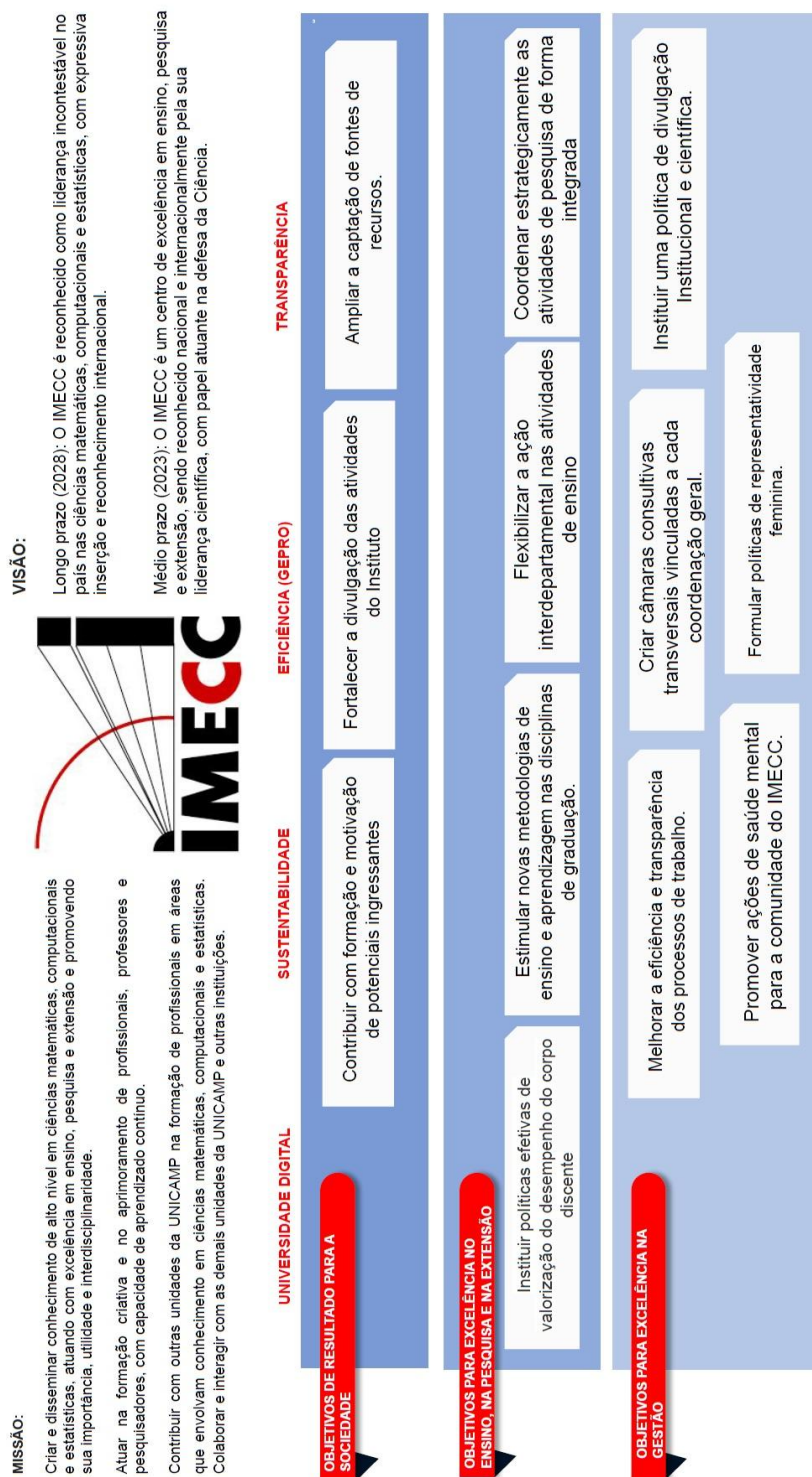 MISSÃO:
Criar e disseminar conhecimento de alto nível em ciências matemáticas, computacionais
e estatísticas, atuando com excelência em ensino, pesquisa e extensão e promovendo
sua importância, utilidade e interdisciplinaridade.
Atuar na formação criativa e no aprimoramento de profissionais, professores e
pesquisadores, com capacidade de aprendizado contínuo.
Contribuir com outras unidades da UNICAMP na formação de profissionais em áreas
que envolvam conhecimento em ciências matemáticas, computacionais e estatísticas.
Colaborar e interagir com as demais unidades da UNICAMP e outras instituições.
IMECC
VISÃO:
Longo prazo (2028): O IMECC é reconhecido como liderança incontestável no
país nas ciências matemáticas, computacionais e estatísticas, com expressiva
inserção e reconhecimento internacional.
Médio prazo (2023): O IMECC é um centro de excelência em ensino, pesquisa
e extensão, sendo reconhecido nacional e internacionalmente pela sua
liderança científica, com papel atuante na defesa da Ciência.
UNIVERSIDADE DIGITAL
SUSTENTABILIDADE
EFICIÊNCIA (GEPRO)
TRANSPARÊNCIA
OBJETIVOS DE RESULTADO PARA A
SOCIEDADE
Contribuir com formação e motivação
de potenciais ingressantes
Fortalecer a divulgação das atividades
do Instituto
Ampliar a captação de fontes de
recursos.
OBJETIVOS PARA EXCELÊNCIA NO
ENSINO, NA PESQUISA E NA EXTENSÃO
Instituir políticas efetivas de
valorização do desempenho do corpo
discente
Estimular novas metodologias de
ensino e aprendizagem nas disciplinas
de graduação.
Flexibilizar a ação
interdepartamental nas atividades
de ensino
Coordenar estrategicamente as
atividades de pesquisa de forma
integrada
OBJETIVOS PARA EXCELÊNCIA NA
GESTÃO
Melhorar a eficiência e transparência
dos processos de trabalho.
Criar câmaras consultivas
transversais vinculadas a cada
coordenação geral.
Instituir uma política de divulgação
Institucional e científica.
Promover ações de saúde mental
para a comunidade do IMECC.
Formular políticas de representatividade
feminina.